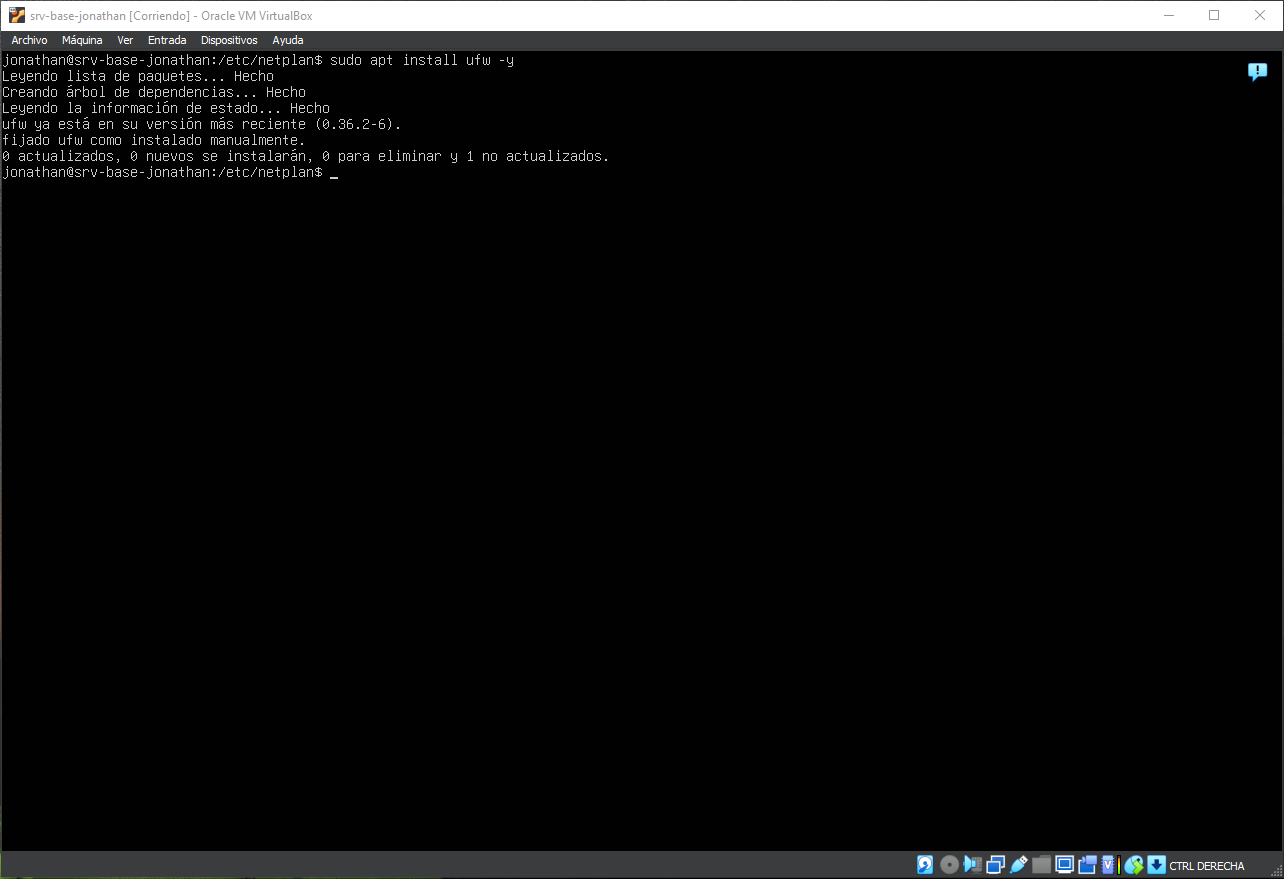 srv-base-jonathan [Corriendo] - Oracle VM VirtualBox
Archivo Máquina Ver Entrada Dispositivos Ayuda
jonathan@srv-base-jonathan:/etc/netplan$ sudo apt install ufw -y
Leyendo lista de paquetes... Hecho
Creando árbol de dependencias... Hecho
Leyendo la información de estado... Hecho
ufw ya está en su versión más reciente (0.36.2-6).
fijado ufw como instalado manualmente.
0 actualizados, 0 nuevos se instalarán, 0 para eliminar y 1 no actualizados.
jonathan@srv-base-jonathan:/etc/netplan$ _
CTRL DERECHA